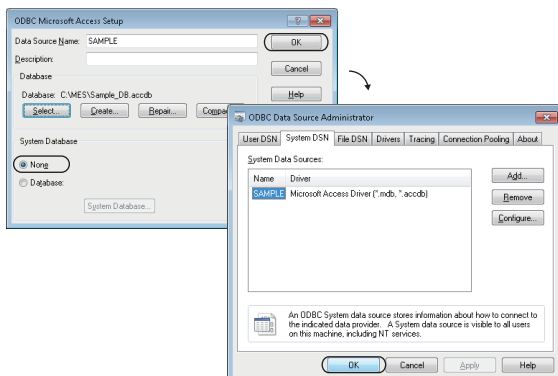 ODBC Microsoft Access Setup
Data Source Name: SAMPLE
OK
Description:
Cancel
Database
Database: C:\MES\Sample_DB.accdb
Help
Select... Create... Repair... Compac
System Database
None
Database:
System Database...
ODBC Data Source Administrator
User DSN System DSN File DSN Drivers Tracing Connection Pooling About
System Data Sources:
Name Driver
SAMPLE Microsoft Access Driver (*.mdb, *.accdb)
Add...
Remove
Configure...
An ODBC System data source stores information about how to connect to
the indicated data provider. A System data source is visible to all users
on this machine, including NT services.
OK Cancel Apply Help